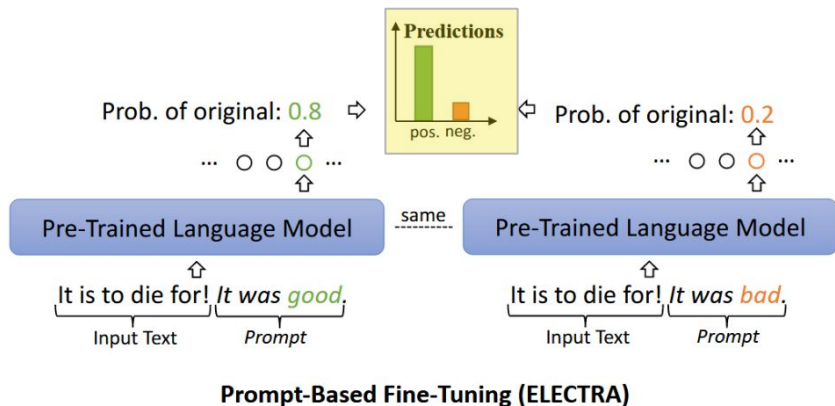 Predictions
pos. neg.
Prob. of original: 0.8
Prob. of original: 0.2
... ...
... ...
Pre-Trained Language Model
same
Pre-Trained Language Model
It is to die for! It was good.
Input Text Prompt
It is to die for! It was bad.
Input Text Prompt
Prompt-Based Fine-Tuning (ELECTRA)